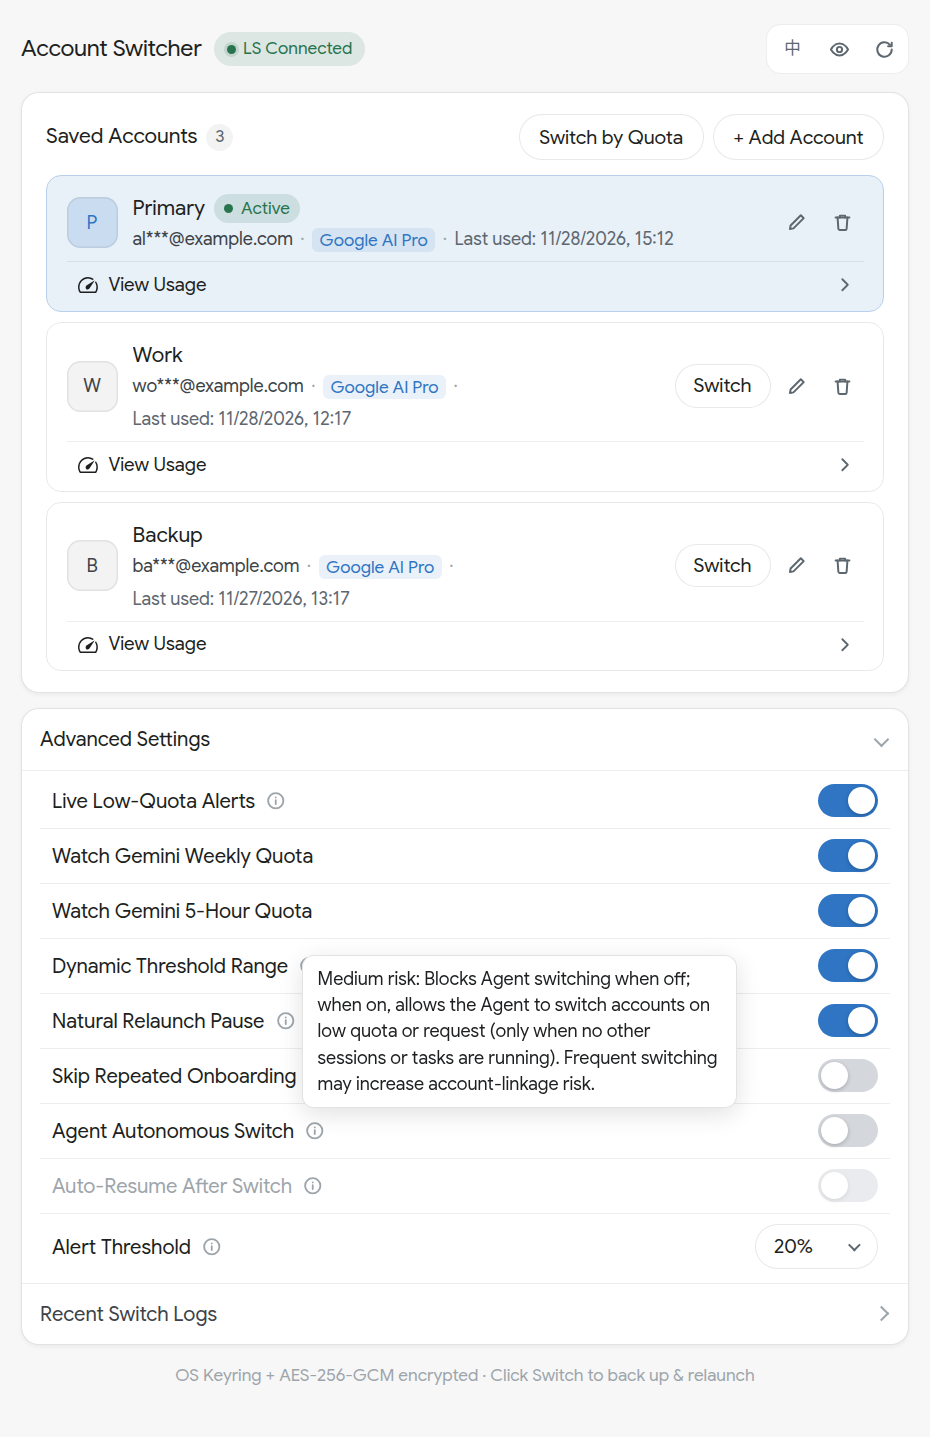 Account Switcher
LS Connected
中
Saved Accounts 3
Switch by Quota
+ Add Account
P
Primary
Active
al***@example.com · Google AI Pro · Last used: 11/28/2026, 15:12
View Usage
W
Work
wo***@example.com · Google AI Pro ·
Last used: 11/28/2026, 12:17
Switch
View Usage
B
Backup
ba***@example.com · Google AI Pro ·
Last used: 11/27/2026, 13:17
Switch
View Usage
Advanced Settings
Live Low-Quota Alerts
Watch Gemini Weekly Quota
Watch Gemini 5-Hour Quota
Dynamic Threshold Range
Medium risk: Blocks Agent switching when off;
when on, allows the Agent to switch accounts on
low quota or request (only when no other
sessions or tasks are running). Frequent switching
may increase account-linkage risk.
Natural Relaunch Pause
Skip Repeated Onboarding
Agent Autonomous Switch
Auto-Resume After Switch
Alert Threshold
20%
Recent Switch Logs
OS Keyring + AES-256-GCM encrypted · Click Switch to back up & relaunch